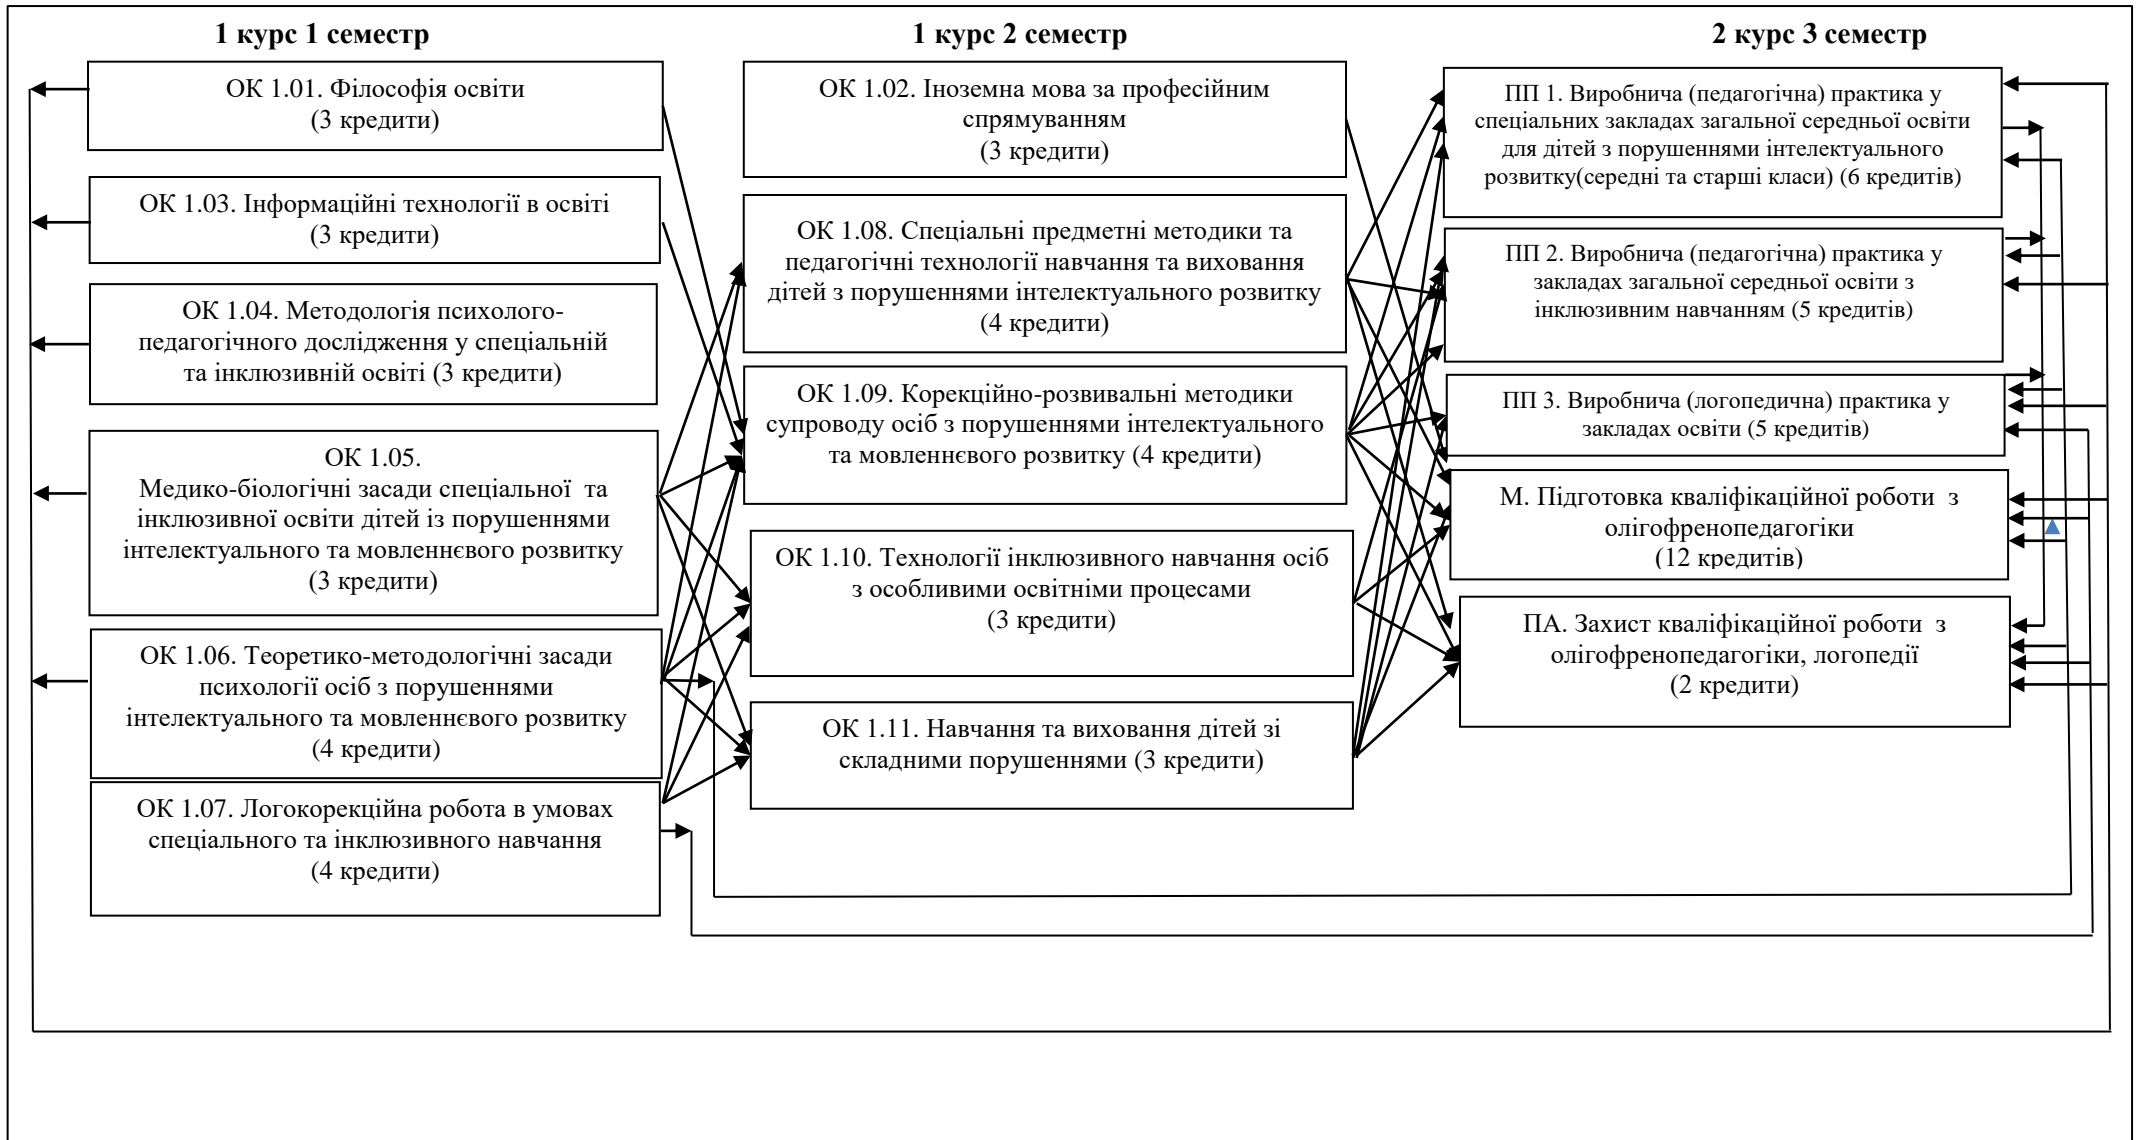 1 курс 1 семестр
1 курс 2 семестр
2 курс 3 семестр
ОК 1.01. Філософія освіти
(3 кредити)
ОК 1.03. Інформаційні технології в освіті
(3 кредити)
ОК 1.04. Методологія психолого-
педагогічного дослідження у спеціальній
та інклюзивній освіті (3 кредити)
ОК 1.05.
Медико-біологічні засади спеціальної та
інклюзивної освіти дітей із порушеннями
інтелектуального та мовленнєвого розвитку
(3 кредити)
ОК 1.06. Теоретико-методологічні засади
психології осіб з порушеннями
інтелектуального та мовленнєвого розвитку
(4 кредити)
ОК 1.07. Логокорекційна робота в умовах
спеціального та інклюзивного навчання
(4 кредити)
ОК 1.02. Іноземна мова за професійним
спрямуванням
(3 кредити)
ОК 1.08. Спеціальні предметні методики та
педагогічні технології навчання та виховання
дітей з порушеннями інтелектуального розвитку
(4 кредити)
ОК 1.09. Корекційно-розвивальні методики
супроводу осіб з порушеннями інтелектуального
та мовленнєвого розвитку (4 кредити)
ОК 1.10. Технології інклюзивного навчання осіб
з особливими освітніми процесами
(3 кредити)
ОК 1.11. Навчання та виховання дітей зі
складними порушеннями (3 кредити)
ПП 1. Виробнича (педагогічна) практика у
спеціальних закладах загальної середньої освіти
для дітей з порушеннями інтелектуального
розвитку(середні та старші класи) (6 кредитів)
ПП 2. Виробнича (педагогічна) практика у
закладах загальної середньої освіти з
інклюзивним навчанням (5 кредитів)
ПП 3. Виробнича (логопедична) практика у
закладах освіти (5 кредитів)
М. Підготовка кваліфікаційної роботи з
олігофренопедагогіки
(12 кредитів)
ПА. Захист кваліфікаційної роботи з
олігофренопедагогіки, логопедії
(2 кредити)